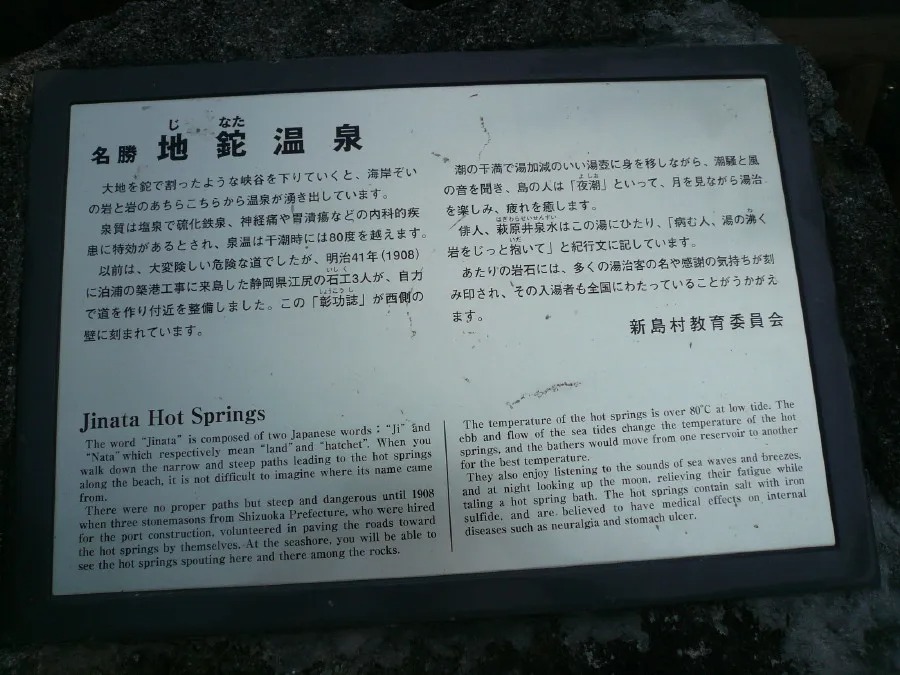 名勝 地鉈温泉
じ なた
大地を鉈で割ったような峡谷を下りていくと、海岸ぞい
の岩と岩のあちらこちらから温泉が湧き出しています。
泉質は塩泉で硫化鉄泉、神経痛や胃潰瘍などの内科的疾
患に特効があるとされ、泉温は干潮時には80度を越えます。
以前は、大変険しい危険な道でしたが、明治41年(1908)
に泊浦の築港工事に来島した静岡県江尻の石工3人が、自力
いしく
で道を作り付近を整備しました。この「彰功誌」が西側の
しょうこうし
壁に刻まれています。
潮の干満で湯加減のいい湯壺に身を移しながら、潮騒と風
の音を聞き、島の人は「夜潮」といって、月を見ながら湯治
よしお
を楽しみ、疲れを癒します。
俳人、萩原井泉水はこの湯にひたり、「病む人、湯の沸く
はぎわらせいせんすい わ
岩をじっと抱いて」と紀行文に記しています。
いだ
あたりの岩石には、多くの湯治客の名や感謝の気持ちが刻
み印され、その入湯者も全国にわたっていることがうかがえ
ます。
新島村教育委員会
Jinata Hot Springs
The word "Jinata" is composed of two Japanese words : "Ji" and
"Nata" which respectively mean "land" and "hatchet". When you
walk down the narrow and steep paths leading to the hot springs
along the beach, it is not difficult to imagine where its name came
from.
There were no proper paths but steep and dangerous until 1908
when three stonemasons from Shizuoka Prefecture, who were hired
for the port construction, volunteered in paving the roads toward
the hot springs by themselves. At the seashore, you will be able to
see the hot springs spouting here and there among the rocks.
The temperature of the hot springs is over 80°C at low tide. The
ebb and flow of the sea tides change the temperature of the hot
springs, and the bathers would move from one reservoir to another
for the best temperature.
They also enjoy listening to the sounds of sea waves and breezes,
and at night looking up the moon, relieving their fatigue while
taling a hot spring bath. The hot springs contain salt with iron
sulfide, and are believed to have medical effects on internal
diseases such as neuralgia and stomach ulcer.